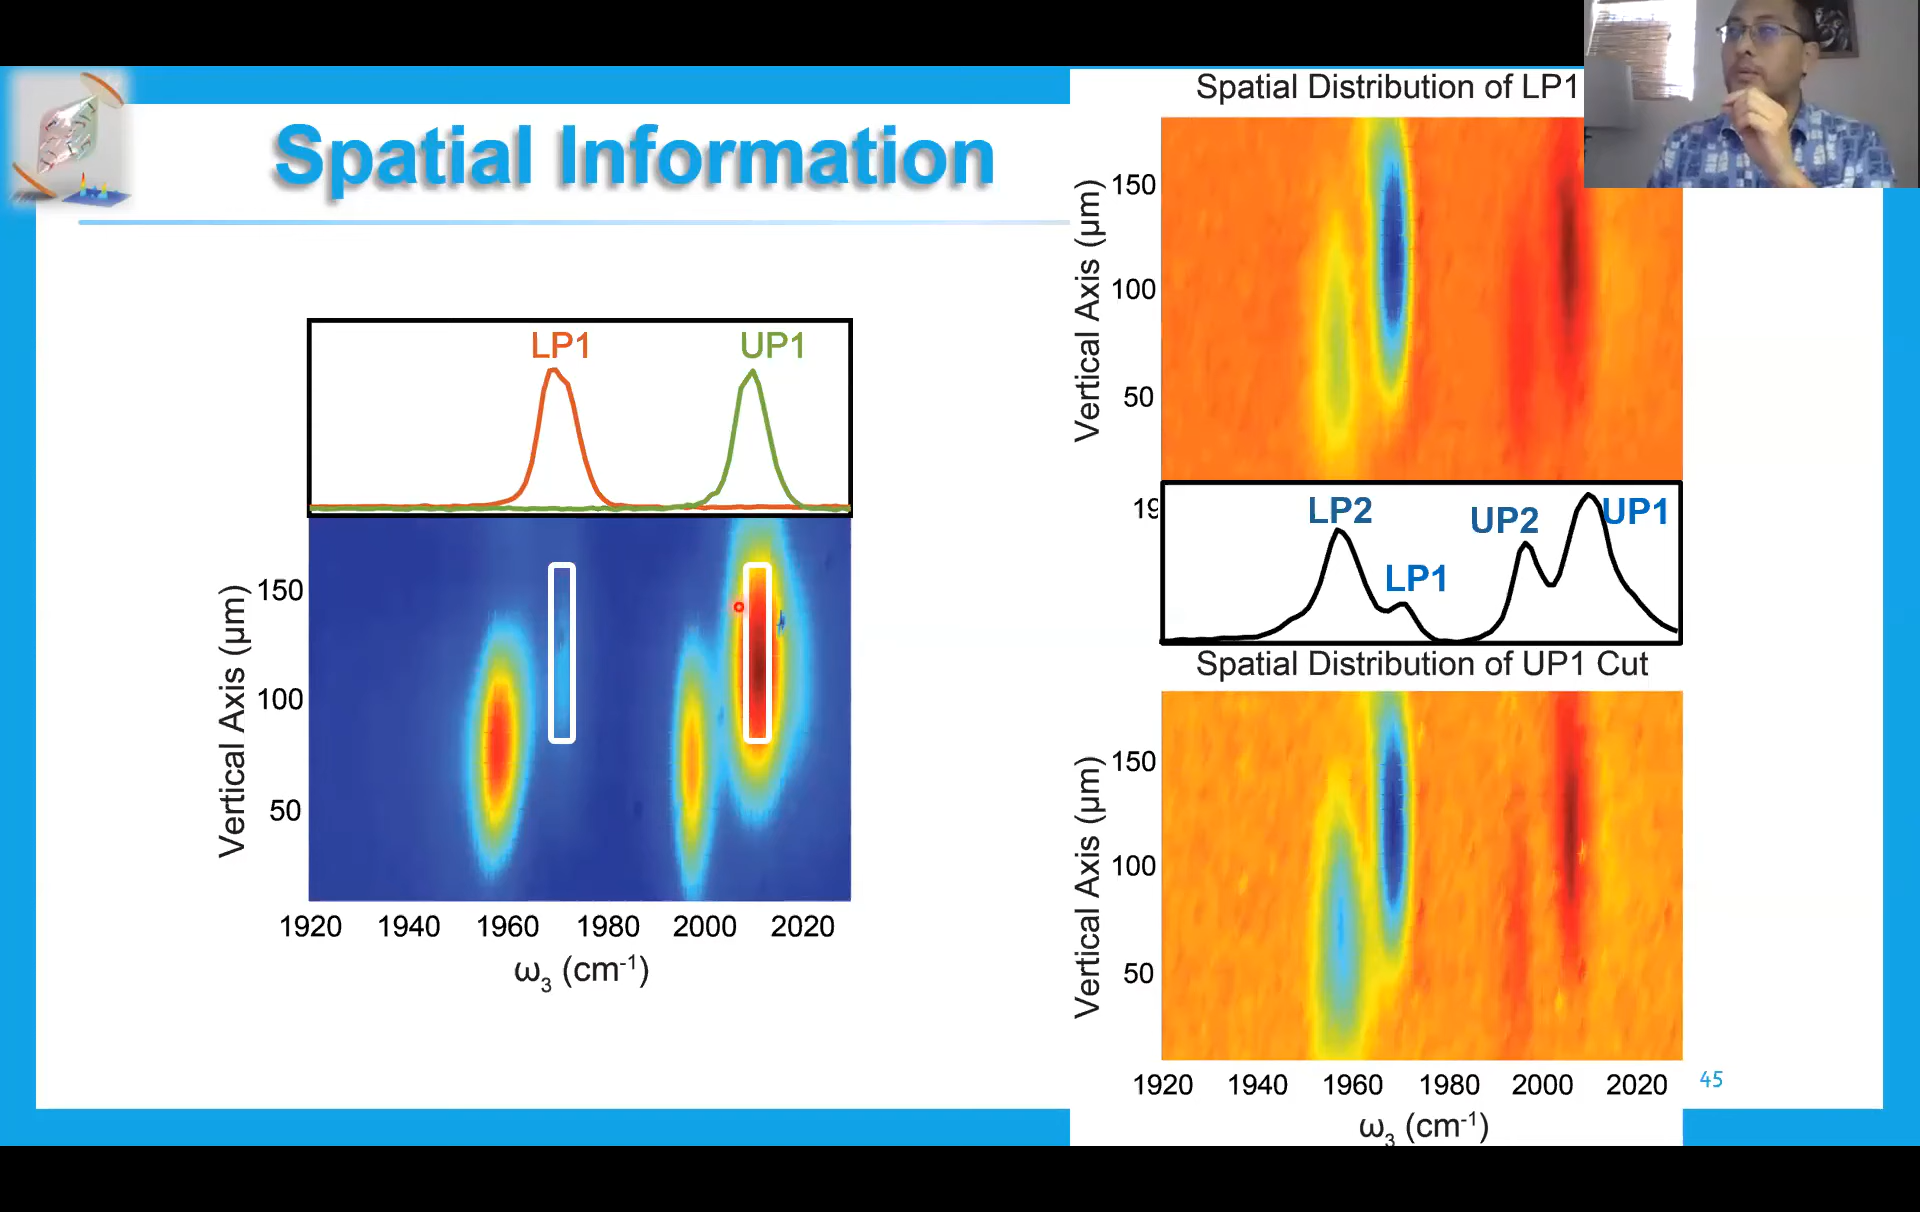 Spatial Information
LP1
UP1
Vertical Axis (μm)
150
100
50
1920 1940 1960 1980 2000 2020
ω3 (cm-1)
Spatial Distribution of LP1
Vertical Axis (μm)
150
100
50
19
LP2
UP2
UP1
LP1
Spatial Distribution of UP1 Cut
Vertical Axis (μm)
150
100
50
1920 1940 1960 1980 2000 2020
ω3 (cm-1)
45